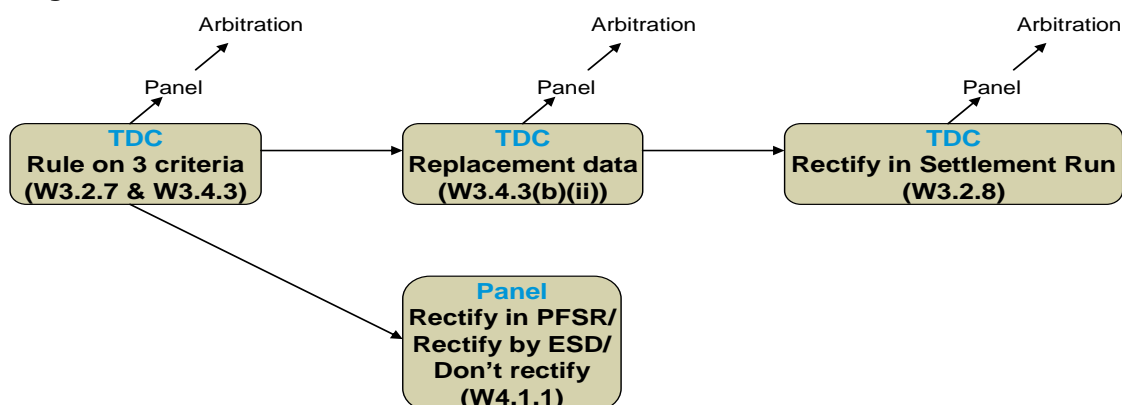 Arbitration
Arbitration
Arbitration
Panel
Panel
Panel
TDC
Rule on 3 criteria
(W3.2.7 & W3.4.3)
TDC
Replacement data
(W3.4.3(b)(ii))
TDC
Rectify in Settlement Run
(W3.2.8)
Panel
Rectify in PFSR/
Rectify by ESD/
Don't rectify
(W4.1.1)